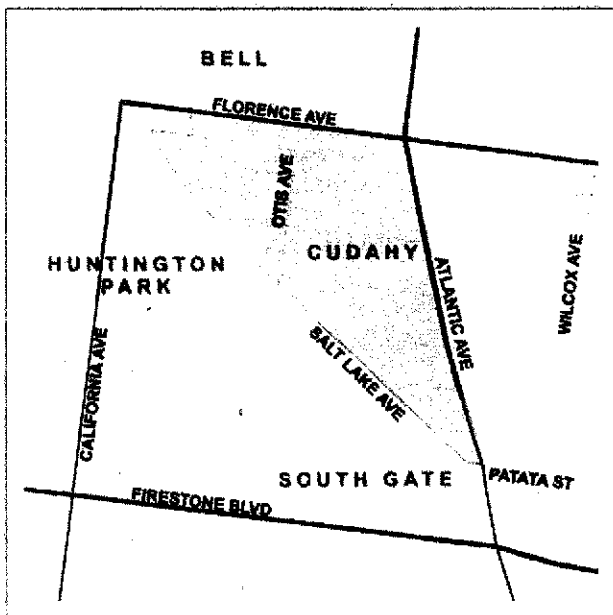 BELL
FLORENCE AVE
OTIS AVE
CUDAHY
HUNTINGTON
PARK
ATLANTIC AVE
WILCOX AVE
SALT LAKE AVE
CALIFORNIA AVE
SOUTH GATE
PATATA ST
FIRESTONE BLVD